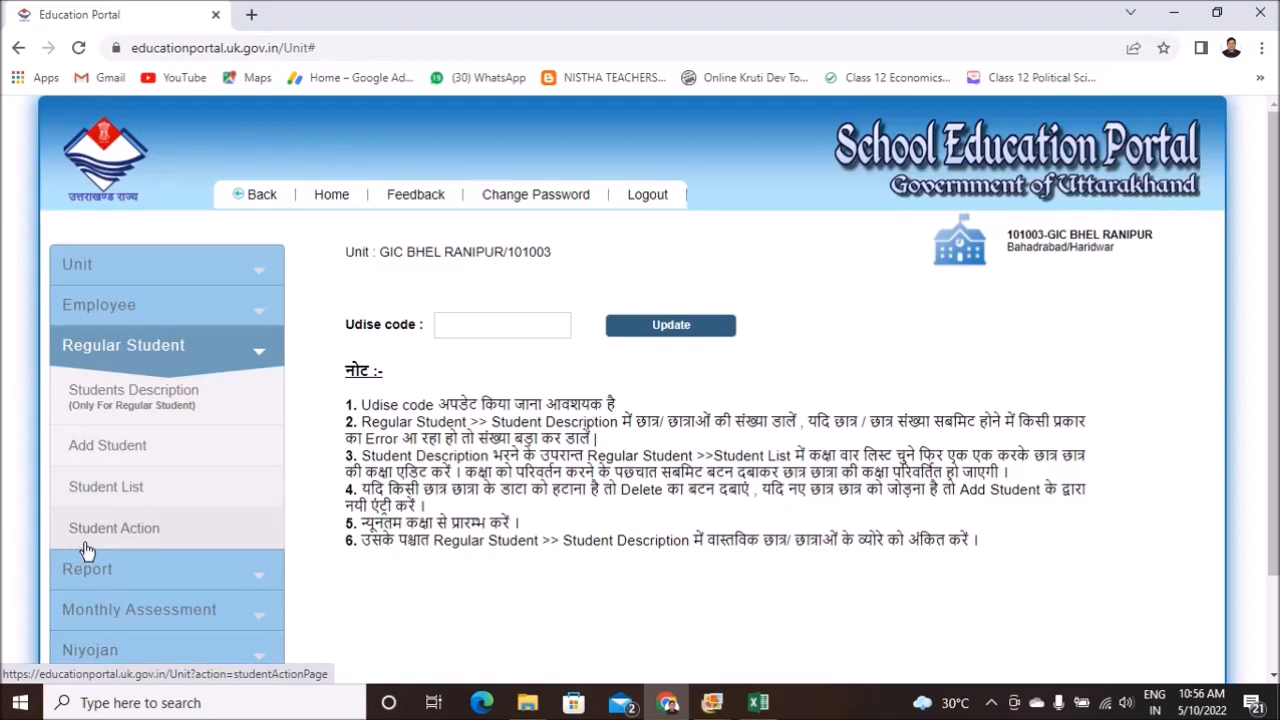 Education Portal
educationportal.uk.gov.in/Unit#
Apps Gmail YouTube Maps Home – Google Ad... (30) WhatsApp NISTHA TEACHERS... Online Kruti Dev To... Class 12 Economics... Class 12 Political Sci... »
उत्तराखण्ड राज्य
School Education Portal
Government of Uttarakhand
Back | Home | Feedback | Change Password | Logout |
101003-GIC BHEL RANIPUR
Bahadrabad/Haridwar
Unit : GIC BHEL RANIPUR/101003
Unit
Employee
Regular Student
Students Description
(Only For Regular Student)
Add Student
Student List
Student Action
Report
Monthly Assessment
Niyojan
Udise code :
Update
नोट :-
1. Udise code अपडेट किया जाना आवशयक है
2. Regular Student >> Student Description में छात्र/ छात्राओं की संख्या डालें , यदि छात्र / छात्र संख्या सबमिट होने में किसी प्रकार
का Error आ रहा हो तो संख्या बड़ा कर डालें |
3. Student Description भरने के उपरान्त Regular Student >>Student List में कक्षा वार लिस्ट चूने फिर एक एक करके छात्र छात्र
की कक्षा एडिट करें । कक्षा को परिवर्तन करने के पछचात सबमिट बटन दबाकर छात्र छात्रा की कक्षा परिवर्तित हो जाएगी ।
4. यदि किसी छात्र छात्रा के डाटा को हटाना है तो Delete का बटन दबाएं , यदि नए छात्र छात्र को जोड़ना है तो Add Student के द्वारा
नयी एंट्री करें ।
5. न्यूनतम कक्षा से प्रारम्भ करें ।
6. उसके पश्चात Regular Student >> Student Description में वास्तविक छात्र/ छात्राओं के व्योरे को अंकित करें ।
https://educationportal.uk.gov.in/Unit?action=studentActionPage
Type here to search
2
30°C
ENG
IN
10:56 AM
5/10/2022
21